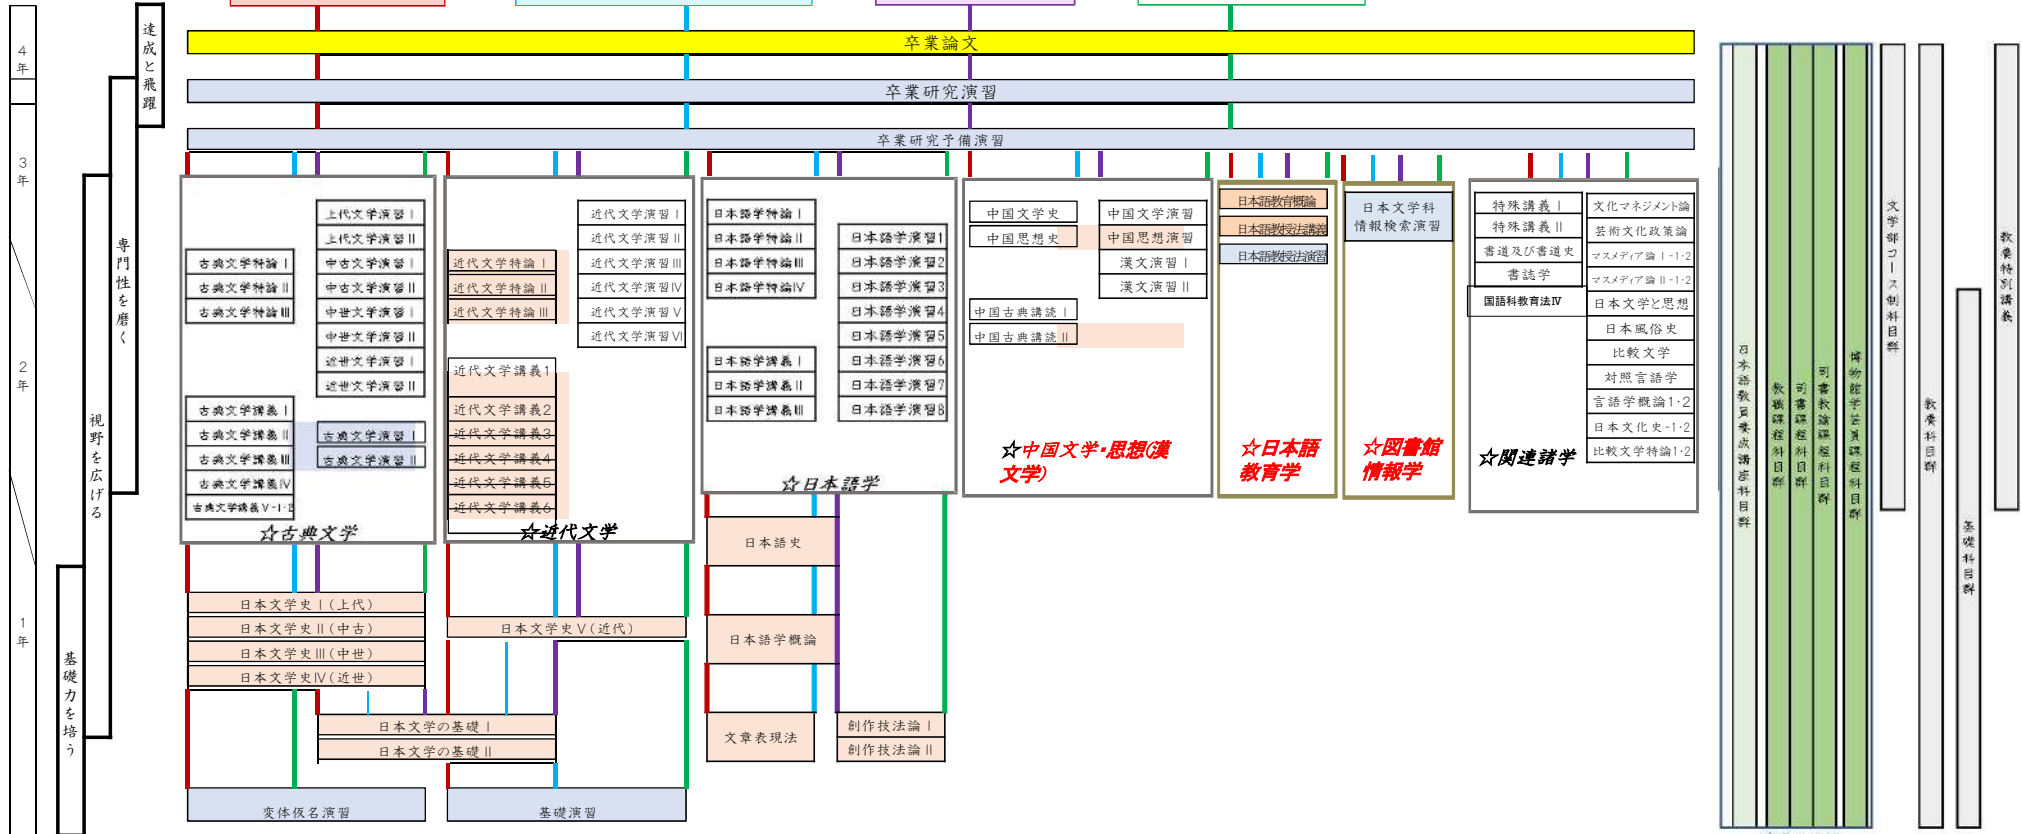 4年
3年
2年
1年
達成と飛躍
専門性を磨く
視野を広げる
基礎力を培う
卒業論文
卒業研究演習
卒業研究予備演習
上代文学演習Ⅰ
上代文学演習Ⅱ
中古文学演習Ⅰ
中古文学演習Ⅱ
中世文学演習Ⅰ
中世文学演習Ⅱ
近世文学演習Ⅰ
近世文学演習Ⅱ
古典文学特論Ⅰ
古典文学特論Ⅱ
古典文学特論Ⅲ
古典文学講義Ⅰ
古典文学講義Ⅱ
古典文学講義Ⅲ
古典文学講義Ⅳ
古典文学講義Ⅴ-1・2
古典文学演習Ⅰ
古典文学演習Ⅱ
☆古典文学
近代文学演習Ⅰ
近代文学演習Ⅱ
近代文学演習Ⅲ
近代文学演習Ⅳ
近代文学演習Ⅴ
近代文学演習Ⅵ
近代文学特論Ⅰ
近代文学特論Ⅱ
近代文学特論Ⅲ
近代文学講義1
近代文学講義2
近代文学講義3
近代文学講義4
近代文学講義5
近代文学講義6
☆近代文学
日本語学特論Ⅰ
日本語学特論Ⅱ
日本語学特論Ⅲ
日本語学特論Ⅳ
日本語学講義Ⅰ
日本語学講義Ⅱ
日本語学講義Ⅲ
日本語学演習1
日本語学演習2
日本語学演習3
日本語学演習4
日本語学演習5
日本語学演習6
日本語学演習7
日本語学演習8
☆日本語学
中国文学史
中国思想史
中国古典講読Ⅰ
中国古典講読Ⅱ
中国文学演習
中国思想演習
漢文演習Ⅰ
漢文演習Ⅱ
☆中国文学・思想(漢
文学)
日本語教育概論
日本語教授法講義
日本語教授法演習
☆日本語
教育学
日本文学科
情報検索演習
☆図書館
情報学
特殊講義Ⅰ
特殊講義Ⅱ
書道及び書道史
書誌学
国語科教育法Ⅳ
文化マネジメント論
芸術文化政策論
マスメディア論Ⅰ-1・2
マスメディア論Ⅱ-1・2
日本文学と思想
日本風俗史
比較文学
対照言語学
言語学概論1・2
日本文化史-1・2
比較文学特論1・2
☆関連諸学
日本文学史Ⅰ(上代)
日本文学史Ⅱ(中古)
日本文学史Ⅲ(中世)
日本文学史Ⅳ(近世)
日本文学史Ⅴ(近代)
日本文学の基礎Ⅰ
日本文学の基礎Ⅱ
変体仮名演習
基礎演習
日本語史
日本語学概論
文章表現法
創作技法論Ⅰ
創作技法論Ⅱ
日本語教員養成講座科目群
教職課程科目群
司書課程科目群
司書教諭課程科目群
博物館学芸員課程科目群
文学部コース制科目群
教養科目群
基礎科目群
教養特別講義